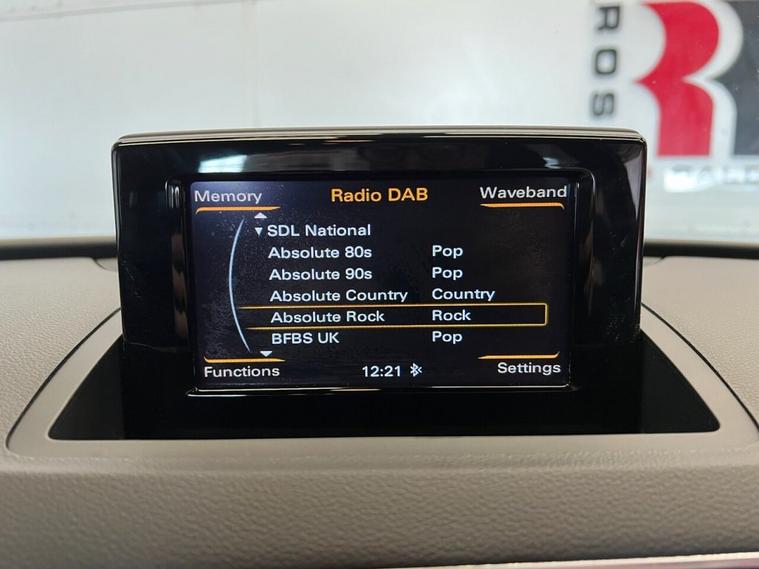 ROS
R
Memory Radio DAB Waveband
SDL National
Absolute 80s Pop
Absolute 90s Pop
Absolute Country Country
Absolute Rock Rock
BFBS UK Pop
Functions 12:21 Settings